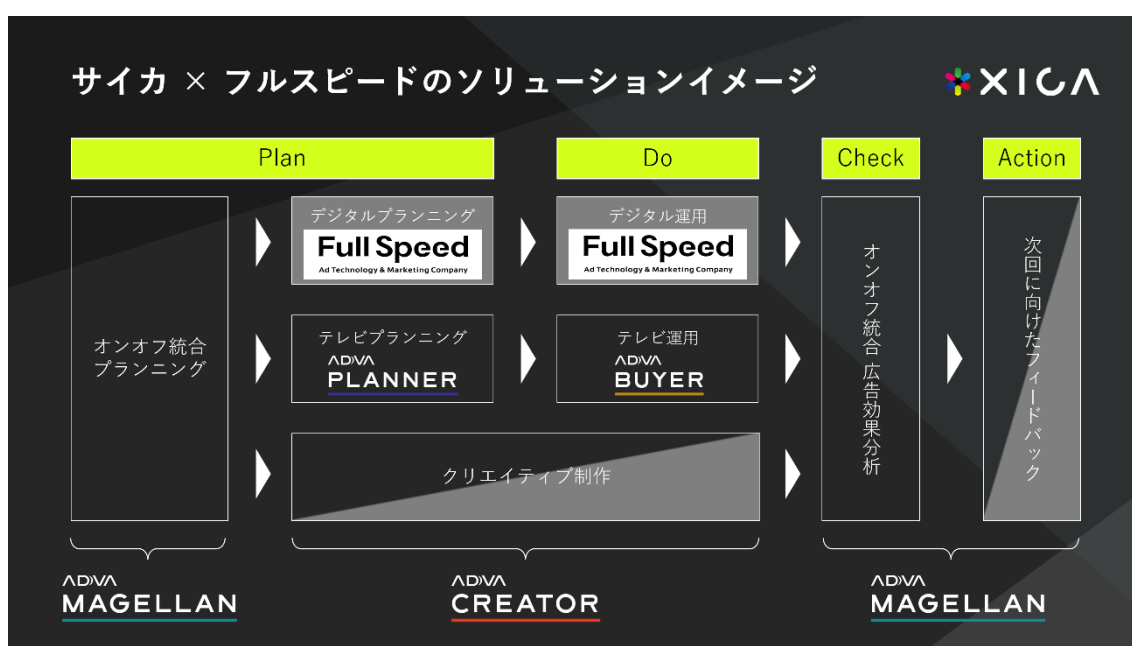 サイカ × フルスピードのソリューションイメージ
XICA
Plan
Do
Check
Action
オンオフ統合
プランニング
デジタルプランニング
Full Speed
Ad Technology & Marketing Company
デジタル運用
Full Speed
Ad Technology & Marketing Company
テレビプランニング
ADVA
PLANNER
テレビ運用
ADVA
BUYER
クリエイティブ制作
オンオフ統合 広告効果分析
次回に向けたフィードバック
ADVA
MAGELLAN
ADVA
CREATOR
ADVA
MAGELLAN